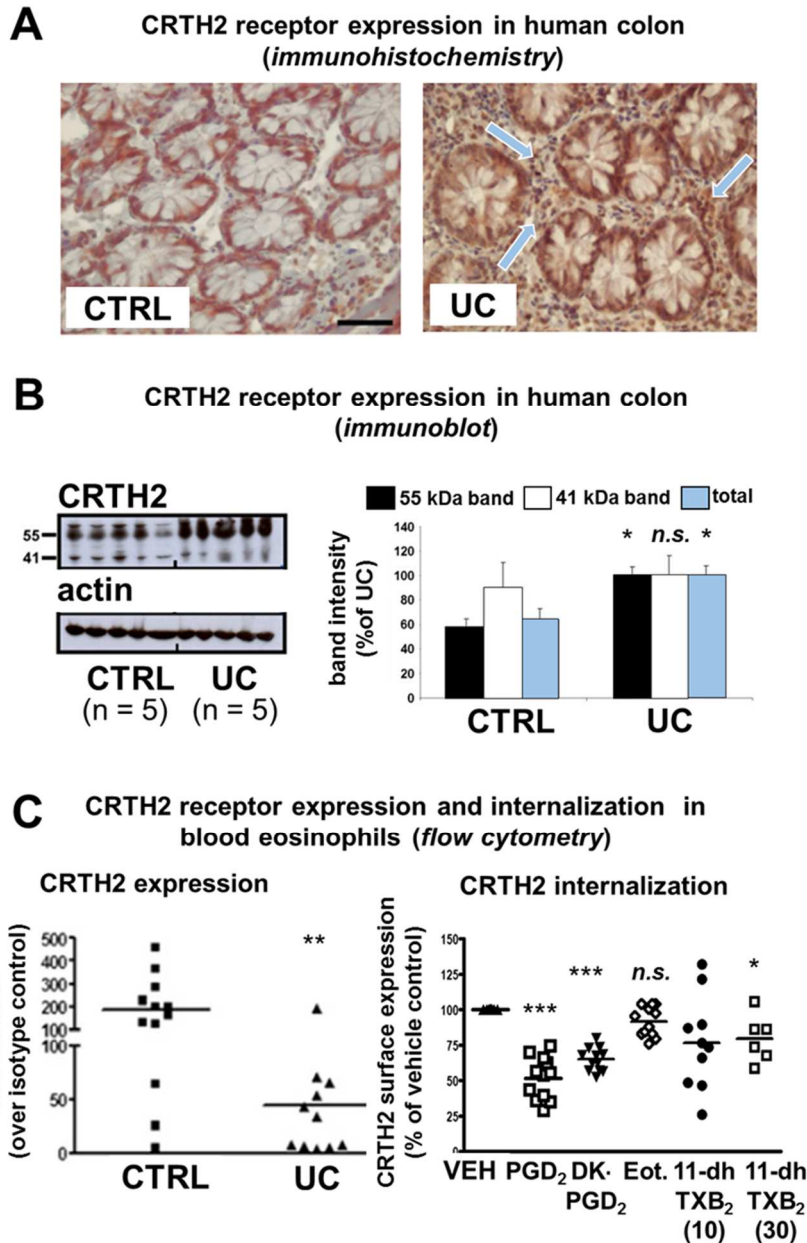 A
CRTH2 receptor expression in human colon
(immunohistochemistry)
CTRL
UC
B
CRTH2 receptor expression in human colon
(immunoblot)
CRTH2
55
41
actin
CTRL UC
(n = 5) (n = 5)
55 kDa band 41 kDa band total
band intensity
(%of UC)
140
120
100
80
60
40
20
0
* n.s. *
CTRL UC
C
CRTH2 receptor expression and internalization in
blood eosinophils (flow cytometry)
CRTH2 expression
(over isotype control)
500
400
300
200
100
100
50
0
**
CTRL UC
CRTH2 internalization
CRTH2 surface expression
(% of vehicle control)
150
125
100
75
50
25
0
*** *** n.s. *
VEH PGD2 DK· Eot. 11-dh 11-dh
PGD2 TXB2 TXB2
(10) (30)